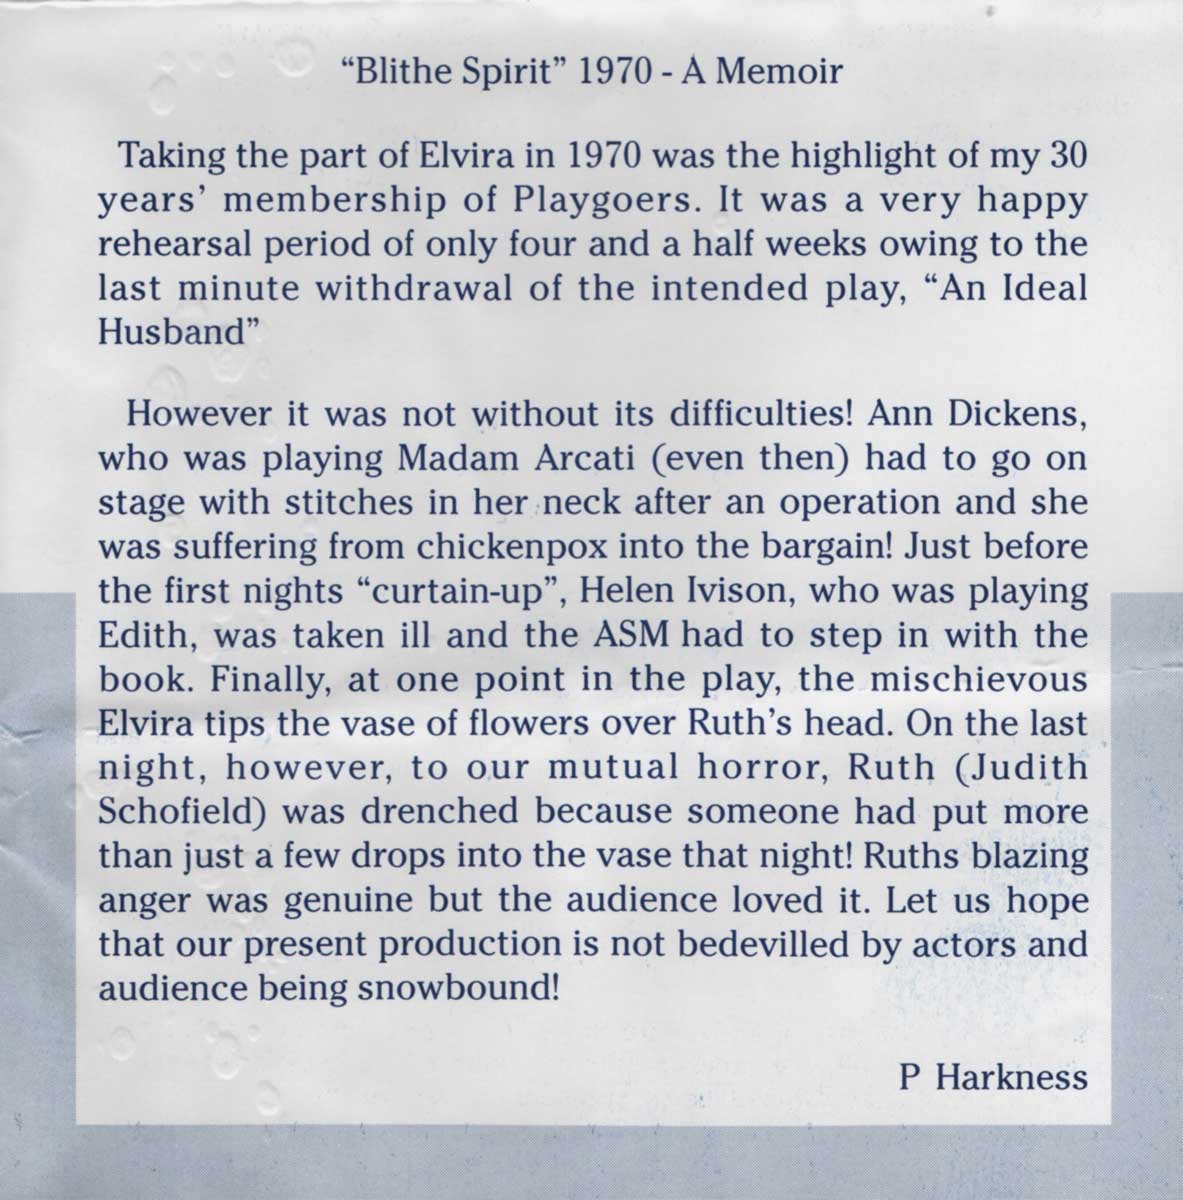 “Blithe Spirit” 1970 - A Memoir
Taking the part of Elvira in 1970 was the highlight of my 30
years’ membership of Playgoers. It was a very happy
rehearsal period of only four and a half weeks owing to the
last minute withdrawal of the intended play, “An Ideal
Husband”
However it was not without its difficulties! Ann Dickens,
who was playing Madam Arcati (even then) had to go on
stage with stitches in her neck after an operation and she
was suffering from chickenpox into the bargain! Just before
the first nights “curtain-up”, Helen Ivison, who was playing
Edith, was taken ill and the ASM had to step in with the
book. Finally, at one point in the play, the mischievous
Elvira tips the vase of flowers over Ruth’s head. On the last
night, however, to our mutual horror, Ruth (Judith
Schofield) was drenched because someone had put more
than just a few drops into the vase that night! Ruths blazing
anger was genuine but the audience loved it. Let us hope
that our present production is not bedevilled by actors and
audience being snowbound!
P Harkness